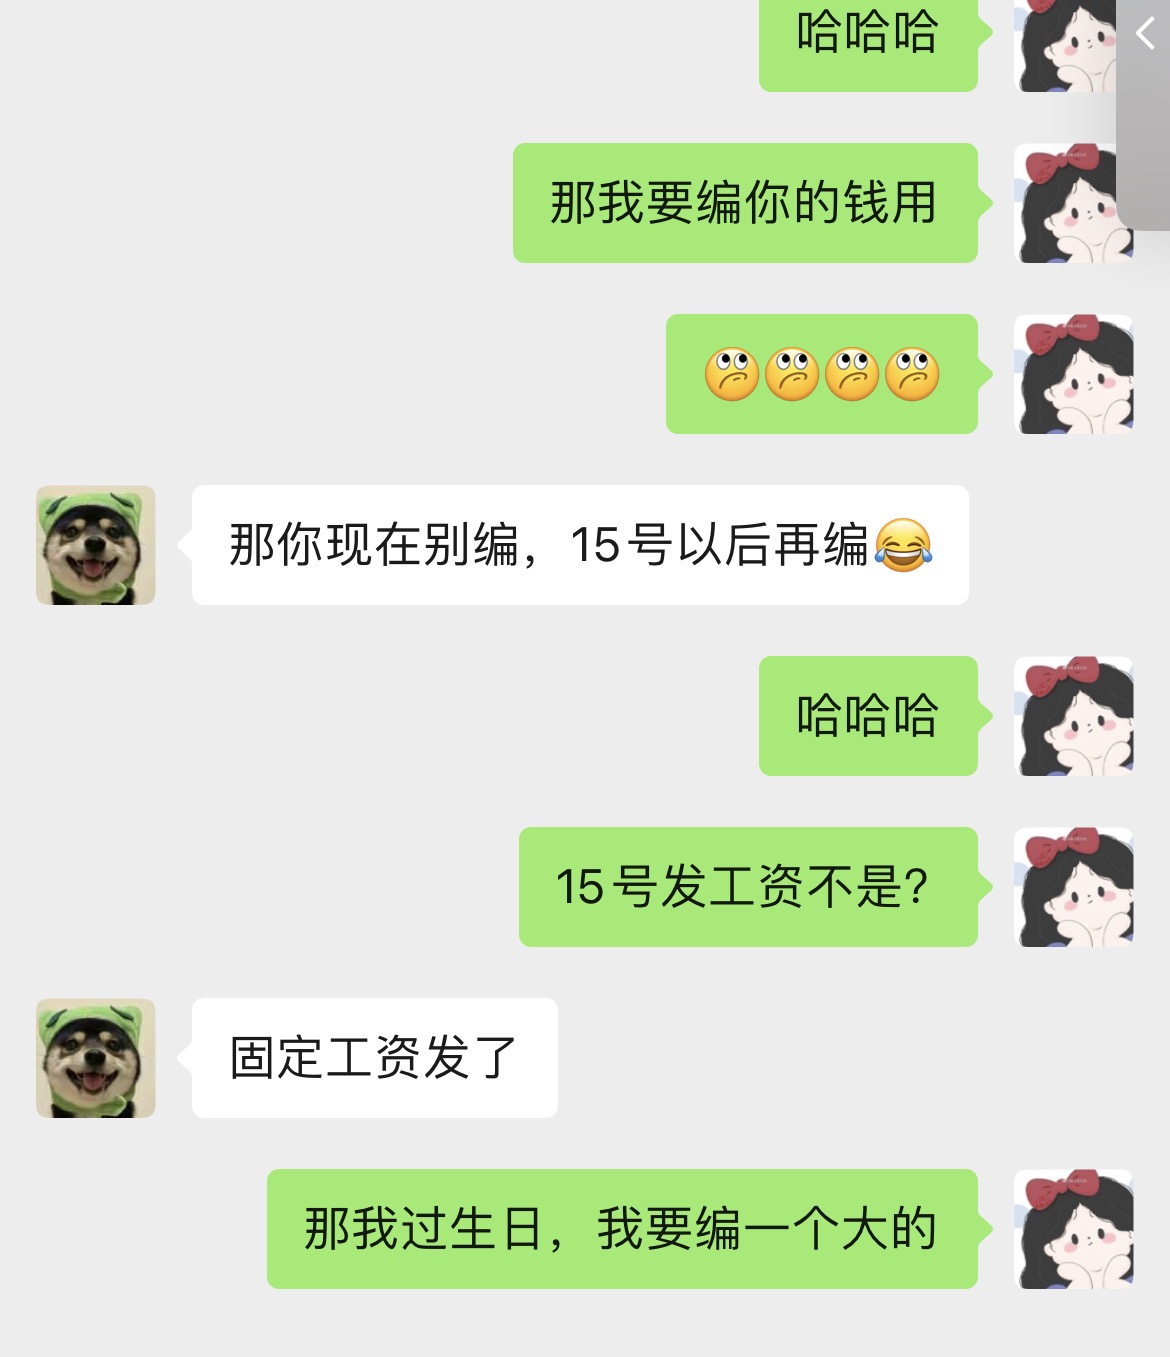 哈哈哈
那我要编你的钱用
🙄🙄🙄🙄
那你现在别编，15号以后再编😂
哈哈哈
15号发工资不是?
固定工资发了
那我过生日，我要编一个大的